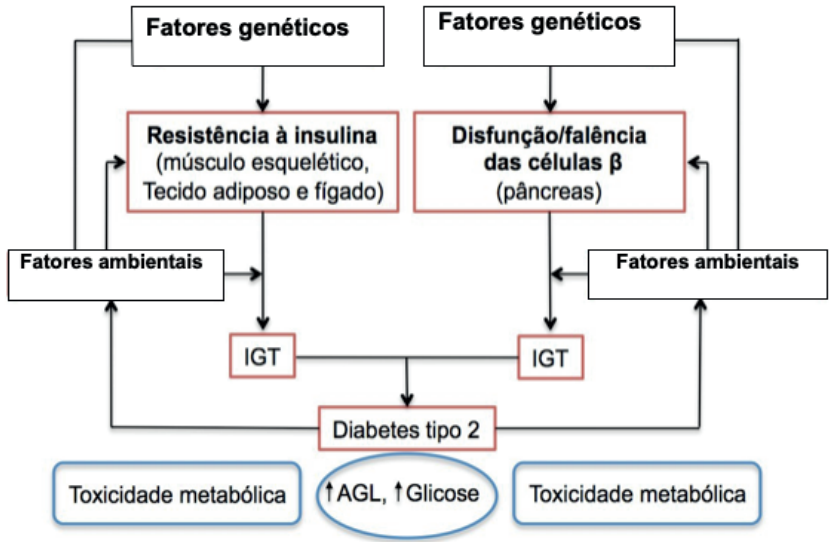 Fatores genéticos
Fatores genéticos
Resistência à insulina
(músculo esquelético,
Tecido adiposo e fígado)
Disfunção/falência
das células β
(pâncreas)
Fatores ambientais
Fatores ambientais
IGT
IGT
Diabetes tipo 2
Toxicidade metabólica
↑AGL, ↑Glicose
Toxicidade metabólica